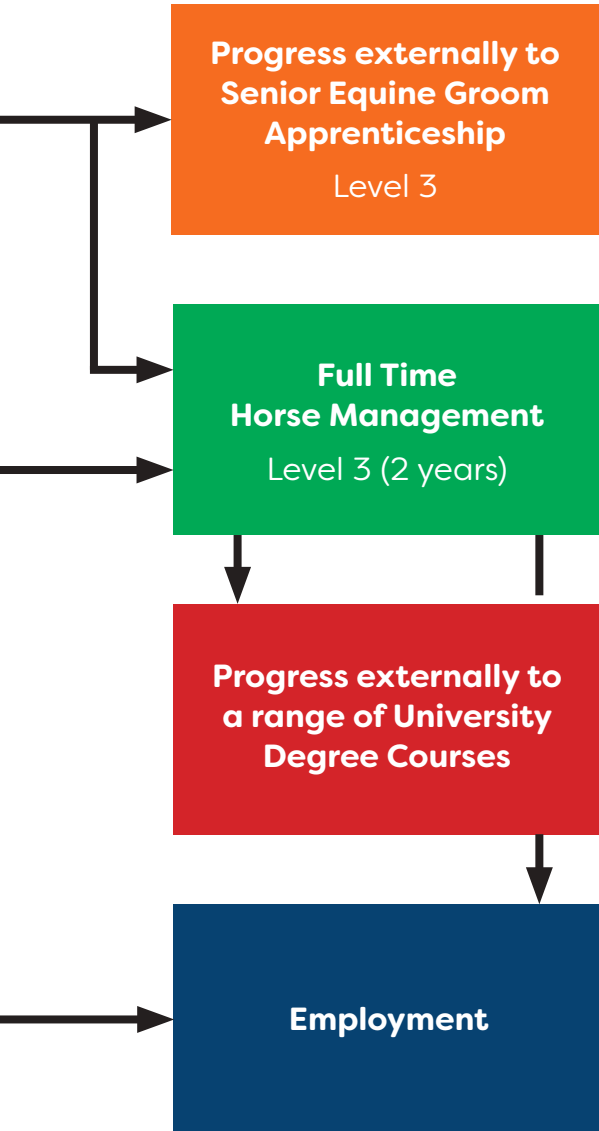 Progress externally to
Senior Equine Groom
Apprenticeship
Level 3
Full Time
Horse Management
Level 3 (2 years)
Progress externally to
a range of University
Degree Courses
Employment